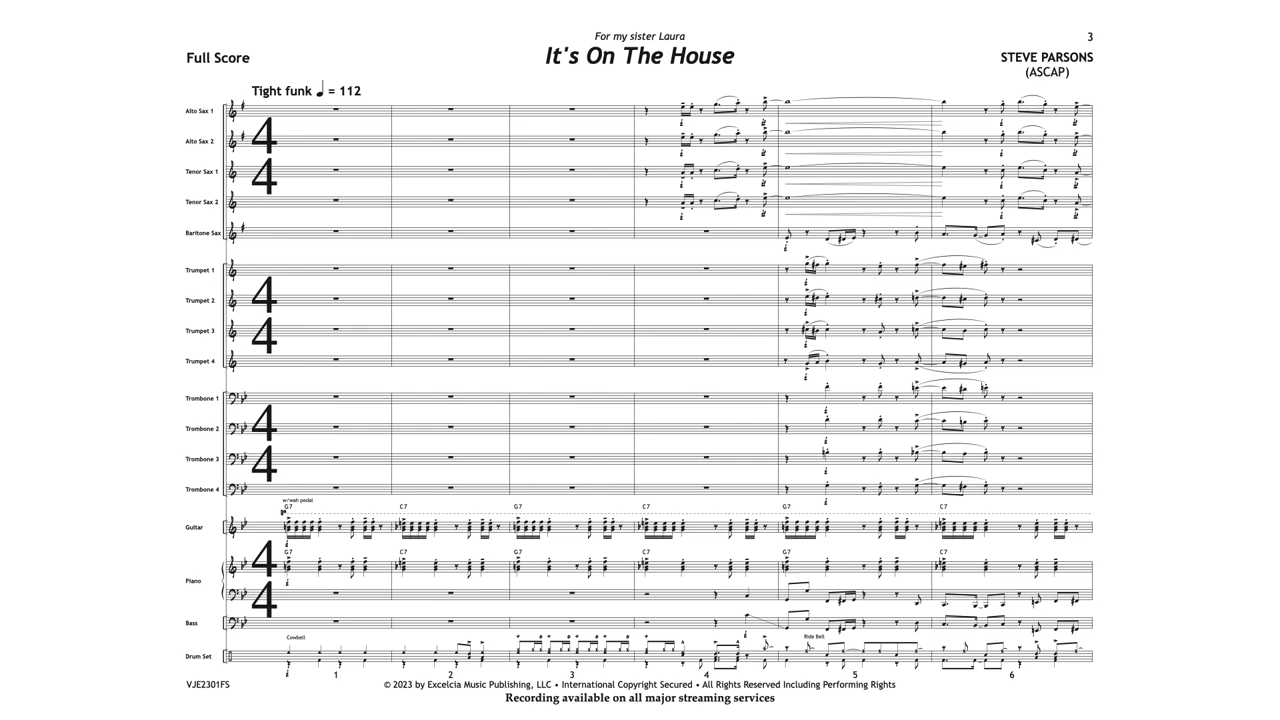 For my sister Laura
3
Full Score
It's On The House
STEVE PARSONS
(ASCAP)
Tight funk ♩ = 112
Alto Sax 1
Alto Sax 2
Tenor Sax 1
Tenor Sax 2
Baritone Sax
Trumpet 1
Trumpet 2
Trumpet 3
Trumpet 4
Trombone 1
Trombone 2
Trombone 3
Trombone 4
w/wah pedal
G7 C7 G7 C7 G7 C7
Guitar
G7 C7 G7 C7 G7 C7
Piano
Bass
Cowbell
Ride Bell
Drum Set
1 2 3 4 5 6
VJE2301FS
© 2023 by Excelcia Music Publishing, LLC • International Copyright Secured • All Rights Reserved Including Performing Rights
Recording available on all major streaming services